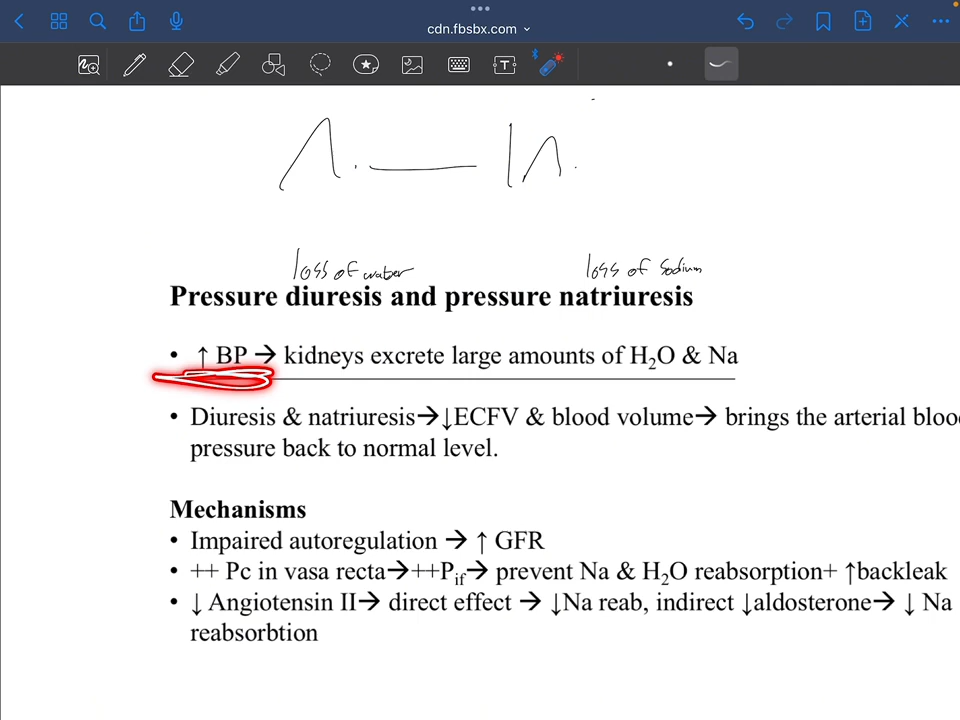 cdn.fbsbx.com
loss of water
loss of sodium
Pressure diuresis and pressure natriuresis
• ↑ BP → kidneys excrete large amounts of H₂O & Na
• Diuresis & natriuresis→↓ECFV & blood volume→ brings the arterial bloo
pressure back to normal level.
Mechanisms
• Impaired autoregulation → ↑ GFR
• ++ Pc in vasa recta→++Pif→ prevent Na & H₂O reabsorption+ ↑backleak
• ↓ Angiotensin II→ direct effect → ↓Na reab, indirect ↓aldosterone→ ↓ Na
reabsorbtion